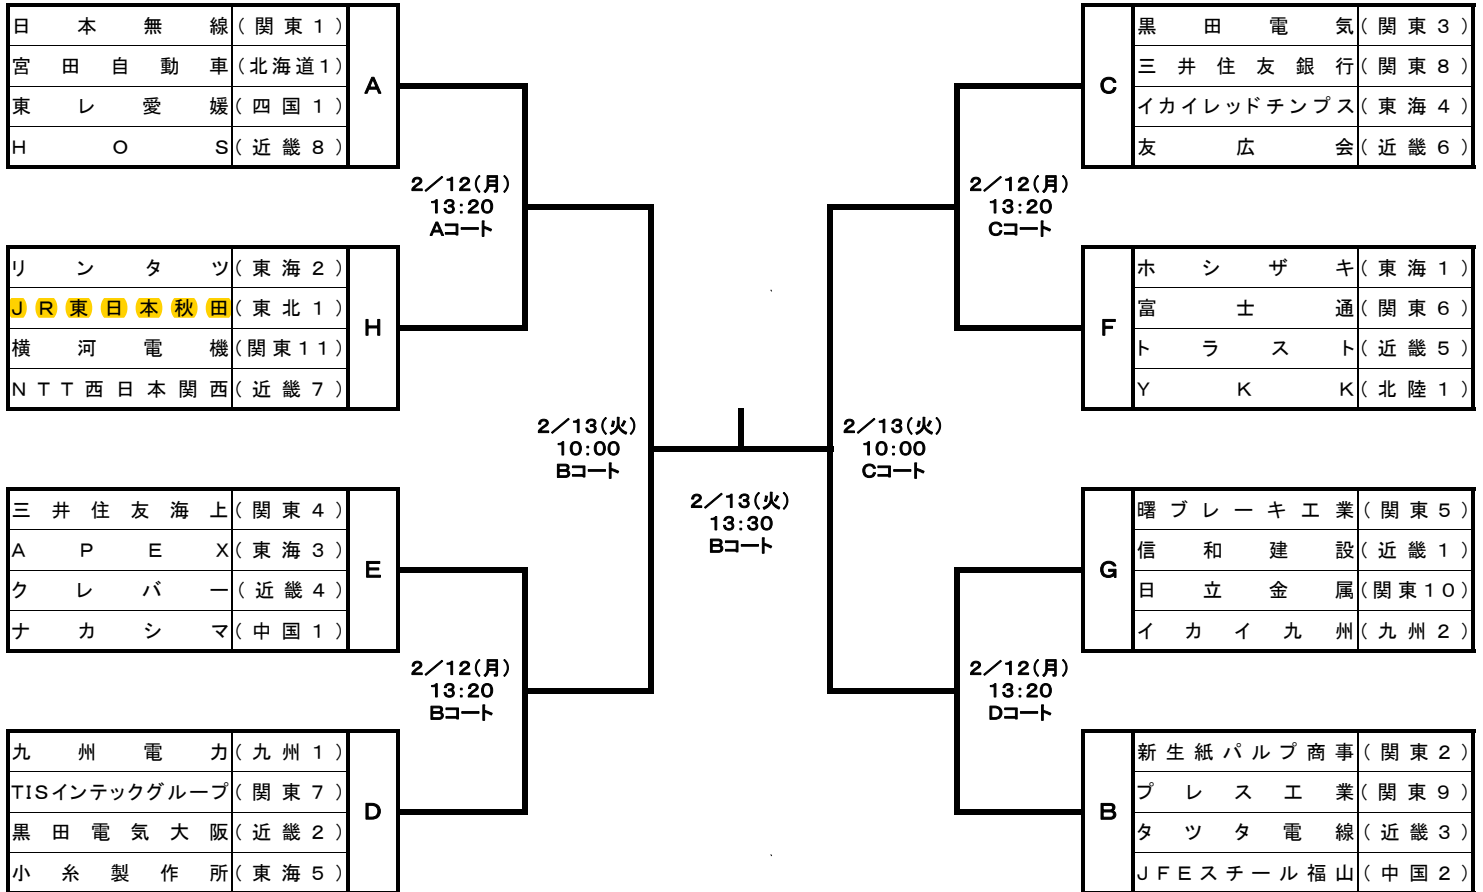 日本無線(関東1)
宮田自動車(北海道1)
東レ愛媛(四国1)
HOS(近畿8)
A
2/12(月)
13:20
Aコート
リンタツ(東海2)
JR東日本秋田(東北1)
横河電機(関東11)
NTT西日本関西(近畿7)
H
2/13(火)
10:00
Bコート
三井住友海上(関東4)
APEX(東海3)
クレバー(近畿4)
ナカシマ(中国1)
E
2/12(月)
13:20
Bコート
九州電力(九州1)
TISインテックグループ(関東7)
黒田電気大阪(近畿2)
小糸製作所(東海5)
D
2/13(火)
13:30
Bコート
C
黒田電気(関東3)
三井住友銀行(関東8)
イカイレッドチンプス(東海4)
友広会(近畿6)
2/12(月)
13:20
Cコート
F
ホシザキ(東海1)
富士通(関東6)
トラスト(近畿5)
YKK(北陸1)
2/13(火)
10:00
Cコート
G
曙ブレーキ工業(関東5)
信和建設(近畿1)
日立金属(関東10)
イカイ九州(九州2)
2/12(月)
13:20
Dコート
B
新生紙パルプ商事(関東2)
プレス工業(関東9)
タツタ電線(近畿3)
JFEスチール福山(中国2)